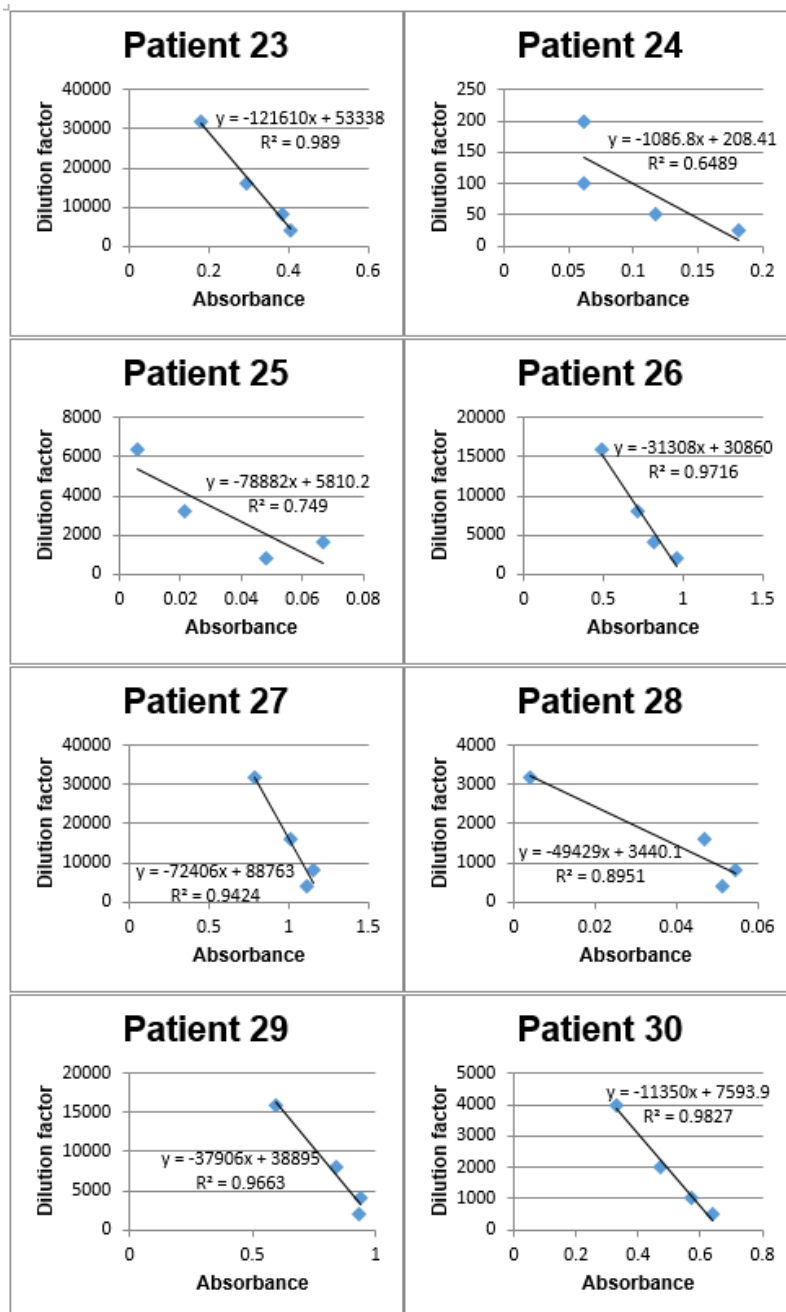 Patient 23
40000
30000
20000
10000
0
Dilution factor
y = -121610x + 53338
R² = 0.989
0 0.2 0.4 0.6
Absorbance
Patient 24
250
200
150
100
50
0
Dilution factor
y = -1086.8x + 208.41
R² = 0.6489
0 0.05 0.1 0.15 0.2
Absorbance
Patient 25
8000
6000
4000
2000
0
Dilution factor
y = -78882x + 5810.2
R² = 0.749
0 0.02 0.04 0.06 0.08
Absorbance
Patient 26
20000
15000
10000
5000
0
Dilution factor
y = -31308x + 30860
R² = 0.9716
0 0.5 1 1.5
Absorbance
Patient 27
40000
30000
20000
10000
0
Dilution factor
y = -72406x + 88763
R² = 0.9424
0 0.5 1 1.5
Absorbance
Patient 28
4000
3000
2000
1000
0
Dilution factor
y = -49429x + 3440.1
R² = 0.8951
0 0.02 0.04 0.06
Absorbance
Patient 29
20000
15000
10000
5000
0
Dilution factor
y = -37906x + 38895
R² = 0.9663
0 0.5 1
Absorbance
Patient 30
5000
4000
3000
2000
1000
0
Dilution factor
y = -11350x + 7593.9
R² = 0.9827
0 0.2 0.4 0.6 0.8
Absorbance